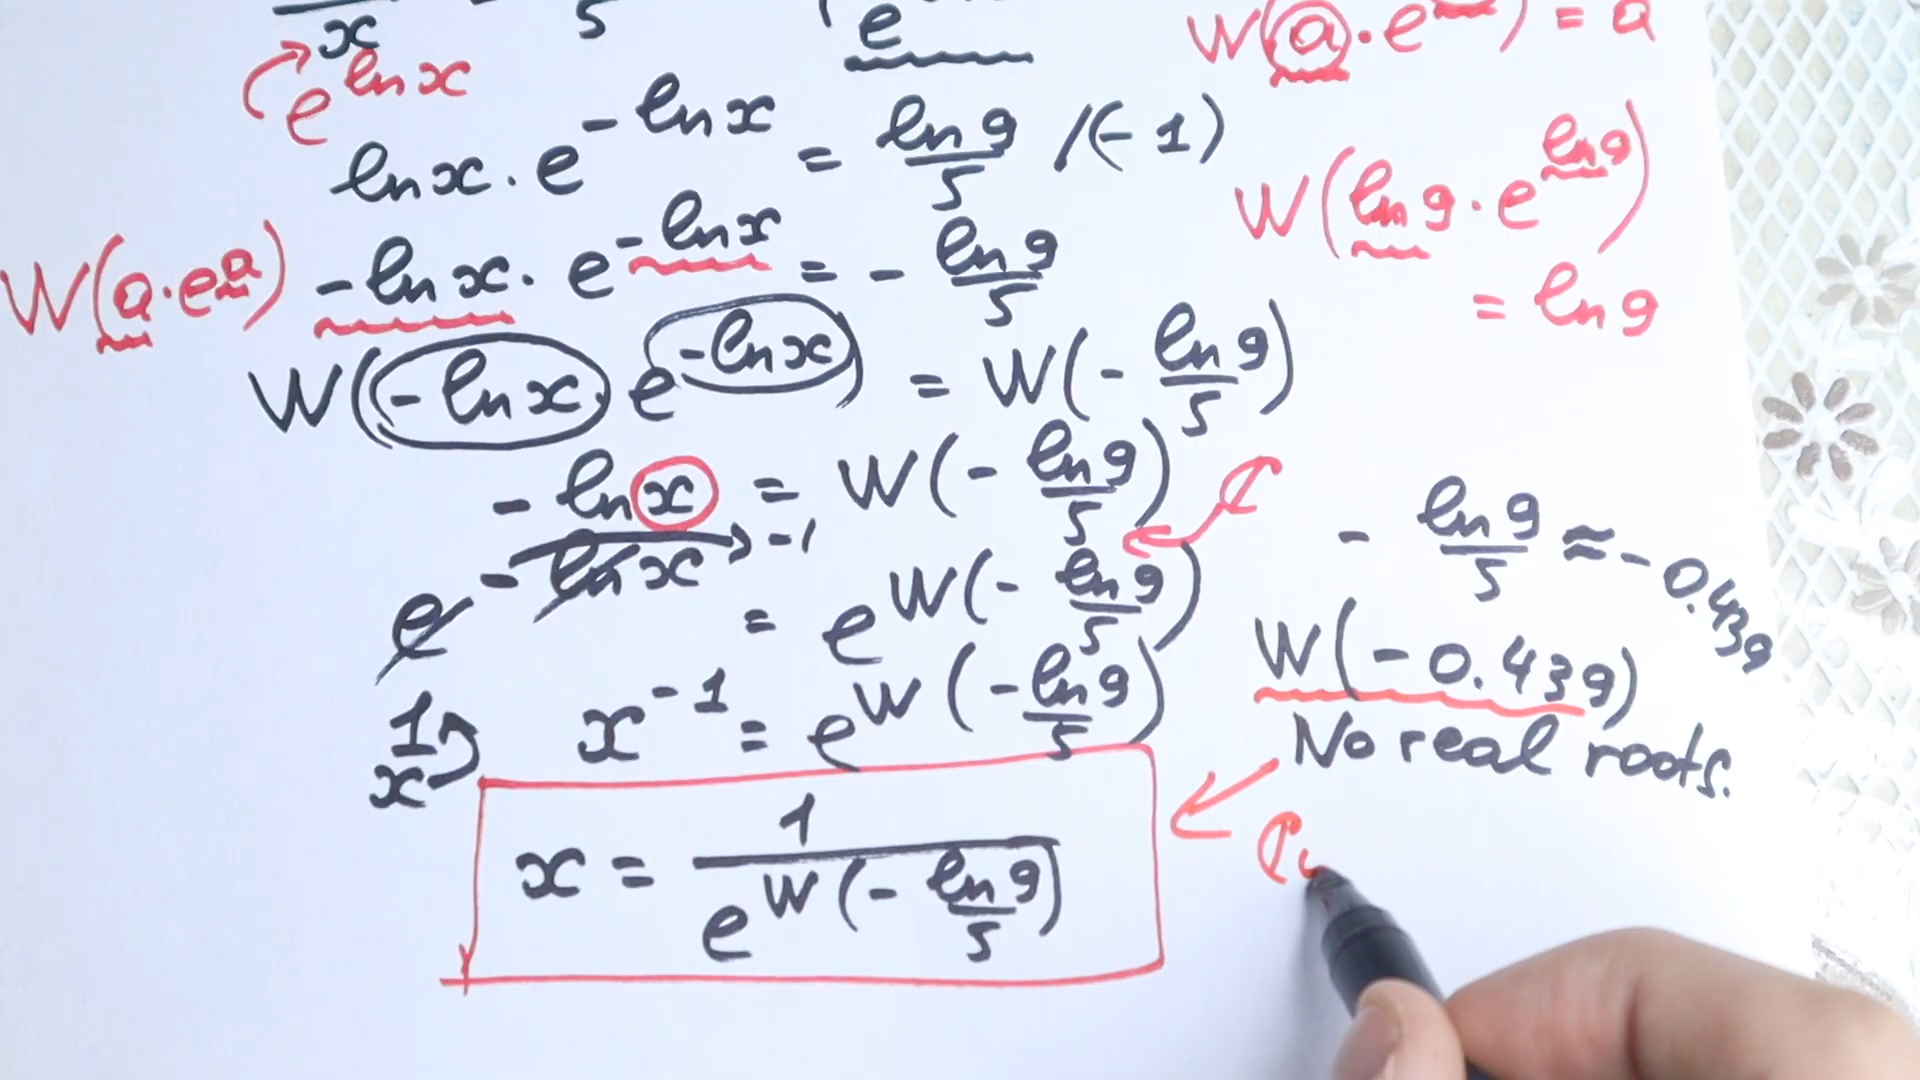 x 5 e
e^{ln x}
W(a·e ) = a
ln x · e^{-ln x} = ln 9/5 /(-1)
W(ln 9 · e^{ln 9})
= ln 9
W(a·e^a)
-ln x · e^{-ln x} = - ln 9/5
W(-ln x · e^{-ln x}) = W(- ln 9/5)
-ln x = W(- ln 9/5)
→ -1
e^{-ln x} = e^{W(- ln 9/5)}
1/x
x^{-1} = e^{W(- ln 9/5)}
x = 1/e^{W(- ln 9/5)}
- ln 9/5 ≈ -0.439
W(-0.439)
No real roots.